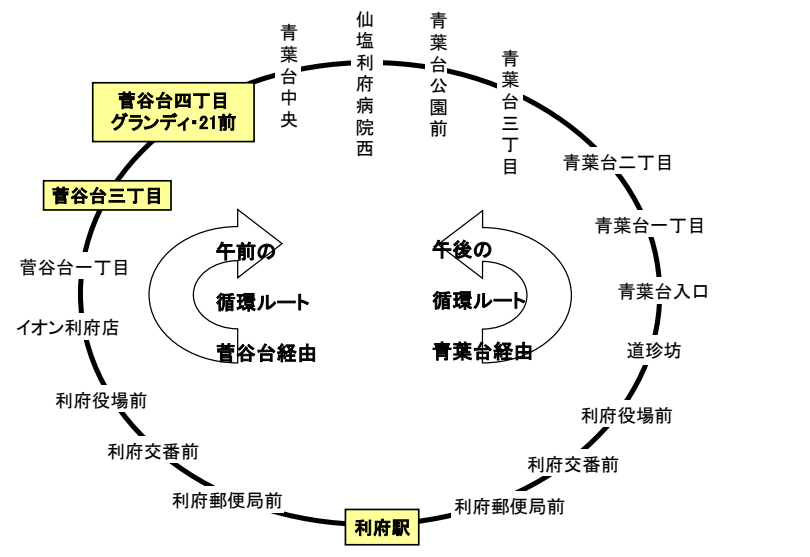 青葉台中央
仙塩利府病院西
青葉台公園前
青葉台三丁目
菅谷台四丁目
グランディ・21前
青葉台二丁目
菅谷台三丁目
青葉台一丁目
午前の
循環ルート
菅谷台経由
午後の
循環ルート
青葉台経由
菅谷台一丁目
青葉台入口
イオン利府店
道珍坊
利府役場前
利府役場前
利府交番前
利府交番前
利府郵便局前
利府郵便局前
利府駅